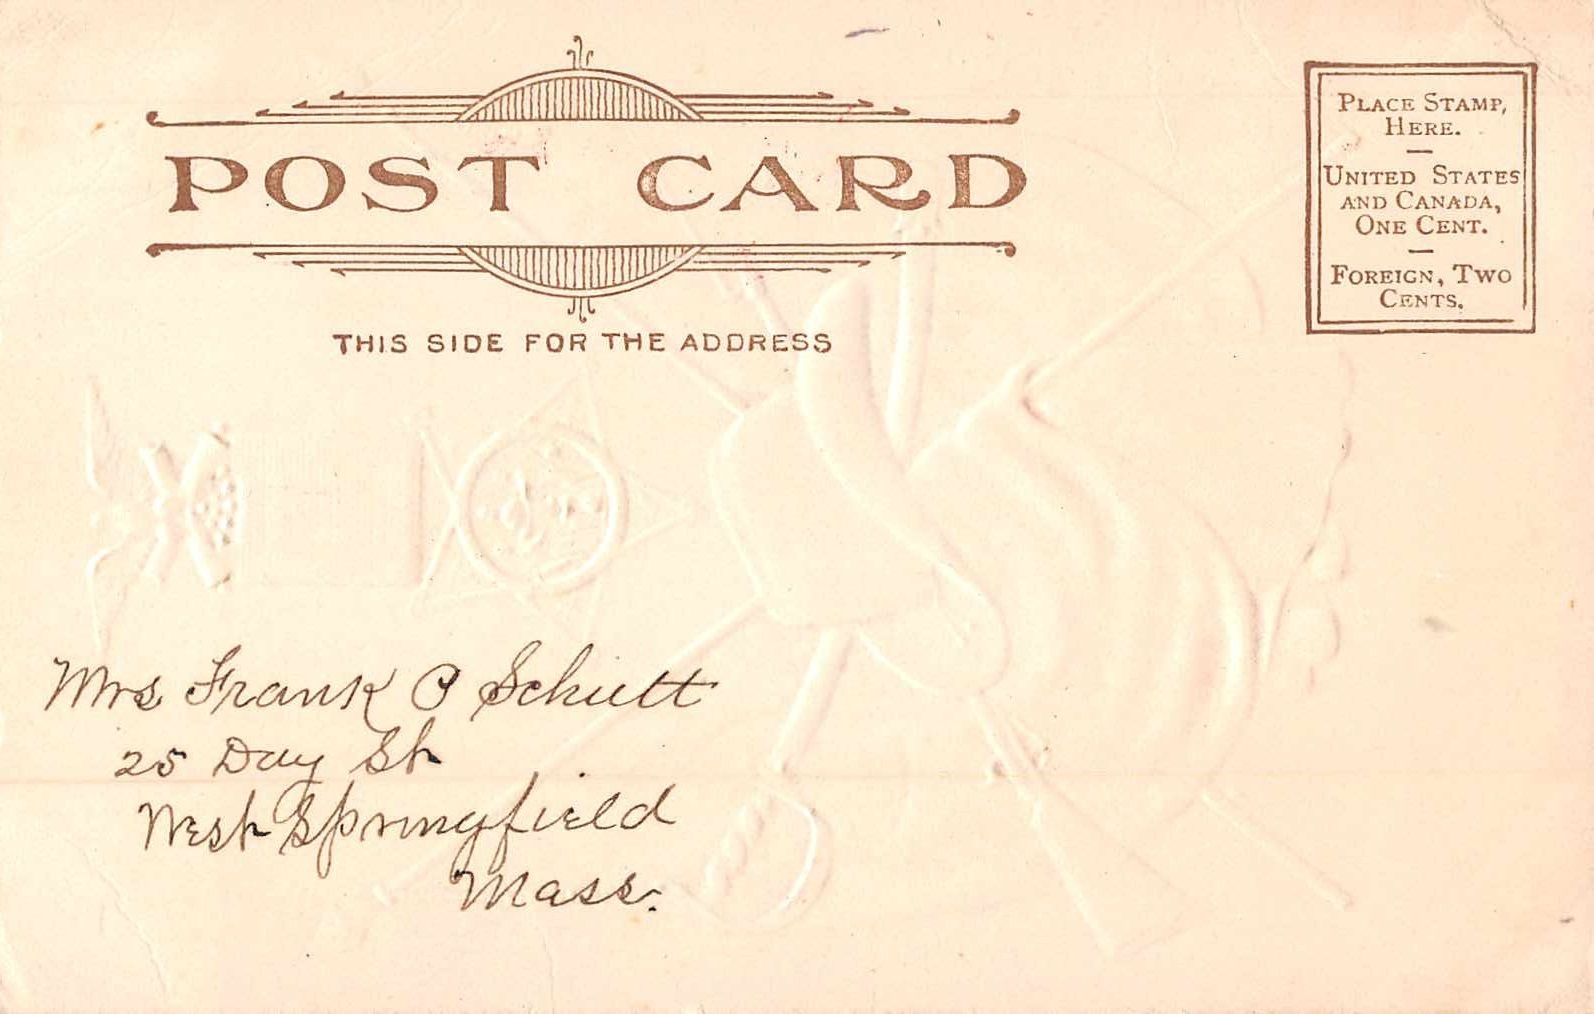 POST CARD
THIS SIDE FOR THE ADDRESS
PLACE STAMP,
HERE.
UNITED STATES
AND CANADA,
ONE CENT.
FOREIGN, TWO
CENTS.
Mrs Frank C Schutt
25 Day St
West Springfield
Mass.